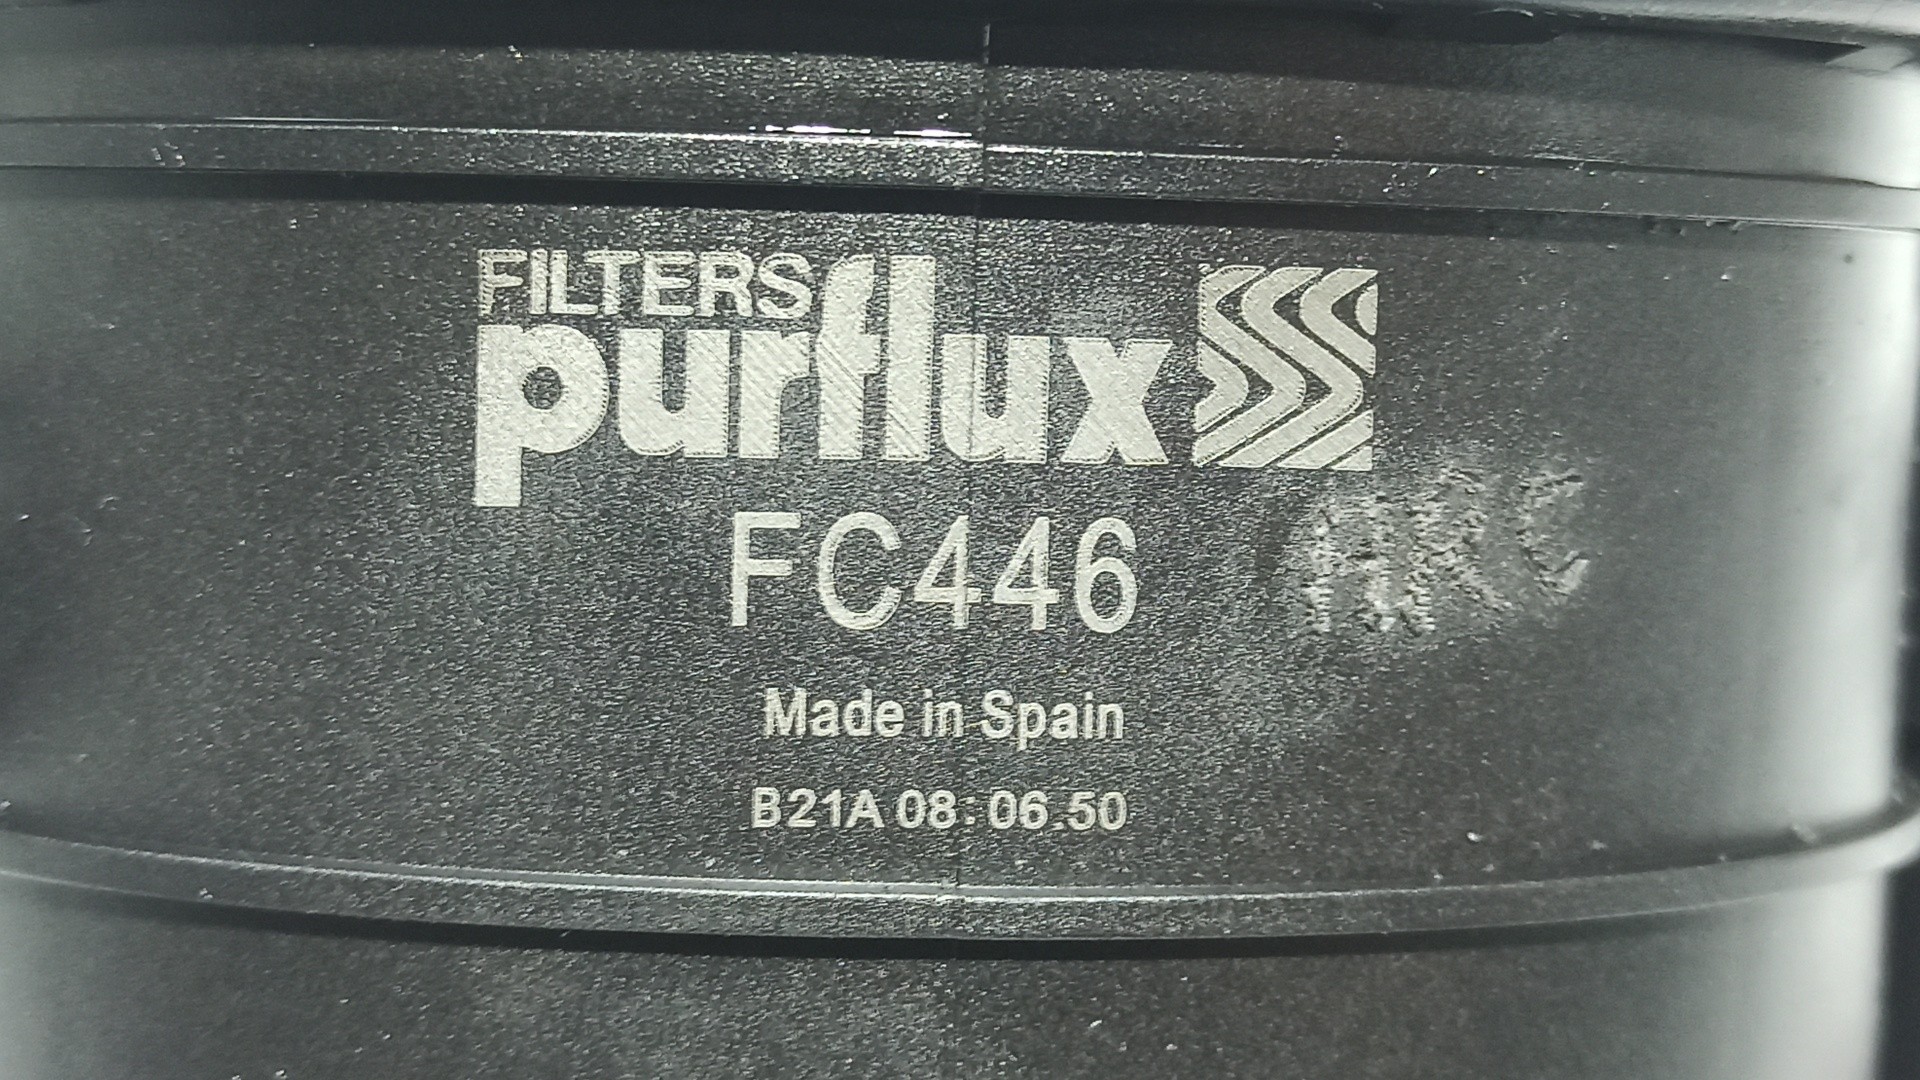 FILTERS
purflux
FC446
Made in Spain
B21A 08:06.50